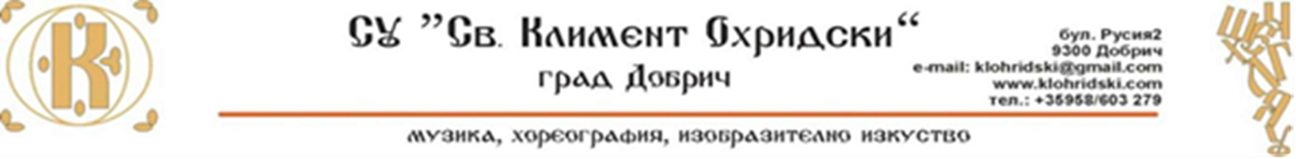 СУ ”Св. Климент Охридски“
град Добрич
бул. Русия2
9300 Добрич
e-mail: klohridski@gmail.com
www.klohridski.com
тел.: +35958/603 279
музика, хореография, изобразително изкуство